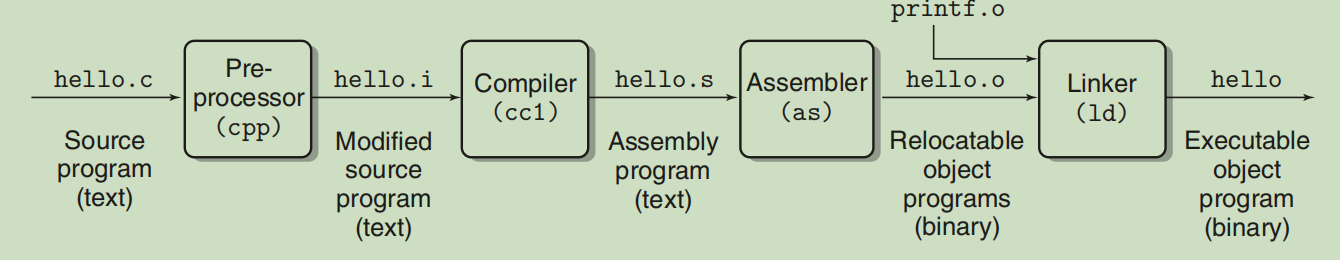 printf.o
hello.c
Pre-
processor
(cpp)
hello.i
Compiler
(cc1)
hello.s
Assembler
(as)
hello.o
Linker
(ld)
hello
Source
program
(text)
Modified
source
program
(text)
Assembly
program
(text)
Relocatable
object
programs
(binary)
Executable
object
program
(binary)